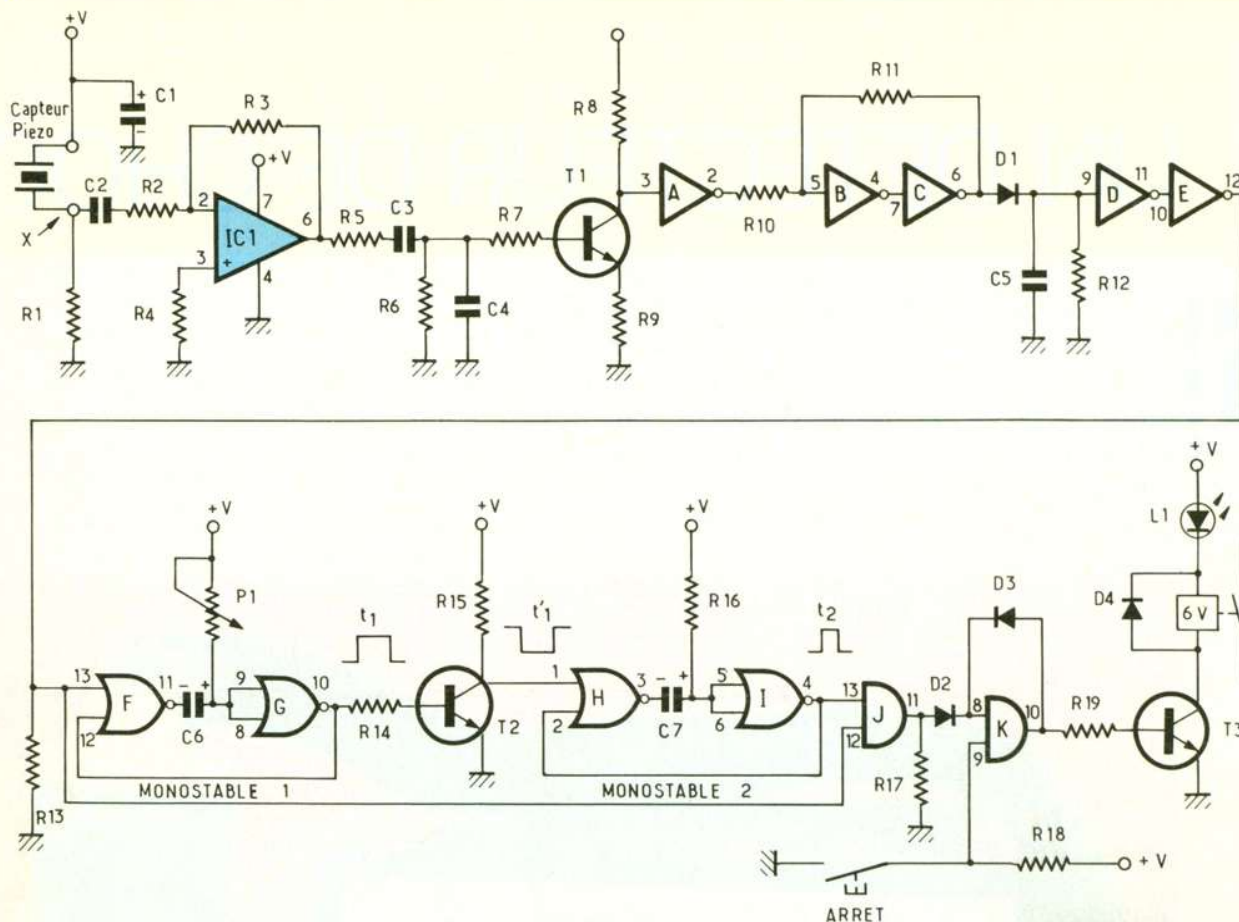 +V
R3
R11
C1
+
-
R8
Capteur
Piezo
+V
T1
D1
C2
R2
2
7
3
A
2
5
B
4
7
C
6
9
D
11
10
E
12
X
IC1
6
R5
C3
R7
R10
3
+
4
R1
R4
R6
C4
R9
C5
R12
+V
+V
+V
+V
L1
P1
R15
R16
D3
D4
6V
t1
t'1
t2
13
F
11
-
+
9
G
10
1
H
3
-
+
5
I
4
13
J
11
D2
8
K
10
R19
T3
12
C6
8
R14
T2
2
C7
6
12
9
R13
MONOSTABLE 1
MONOSTABLE 2
R17
R18
+V
ARRET